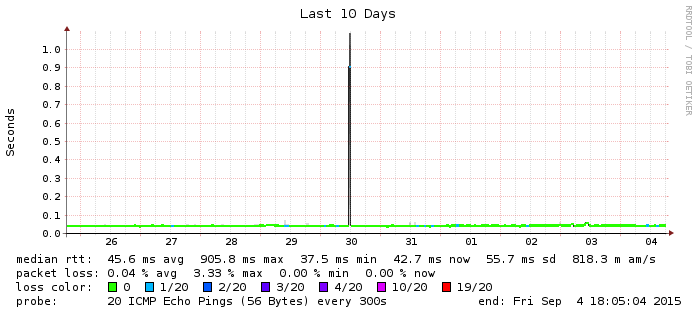 Last 10 Days
RRDTOOL / TOBI OETIKER
Seconds
1.0
0.9
0.8
0.7
0.6
0.5
0.4
0.3
0.2
0.1
0.0
26 27 28 29 30 31 01 02 03 04
median rtt: 45.6 ms avg 905.8 ms max 37.5 ms min 42.7 ms now 55.7 ms sd 818.3 m am/s
packet loss: 0.04 % avg 3.33 % max 0.00 % min 0.00 % now
loss color: 0 1/20 2/20 3/20 4/20 10/20 19/20
probe: 20 ICMP Echo Pings (56 Bytes) every 300s end: Fri Sep 4 18:05:04 2015